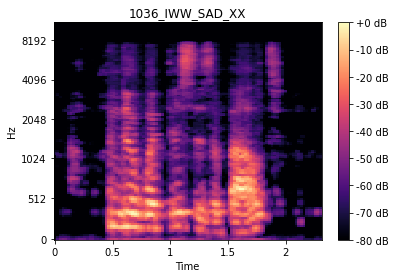 1036_IWW_SAD_XX
+0 dB
8192
-10 dB
-20 dB
4096
-30 dB
Hz
2048
-40 dB
1024
-50 dB
512
-60 dB
-70 dB
0
-80 dB
0 0.5 1 1.5 2
Time